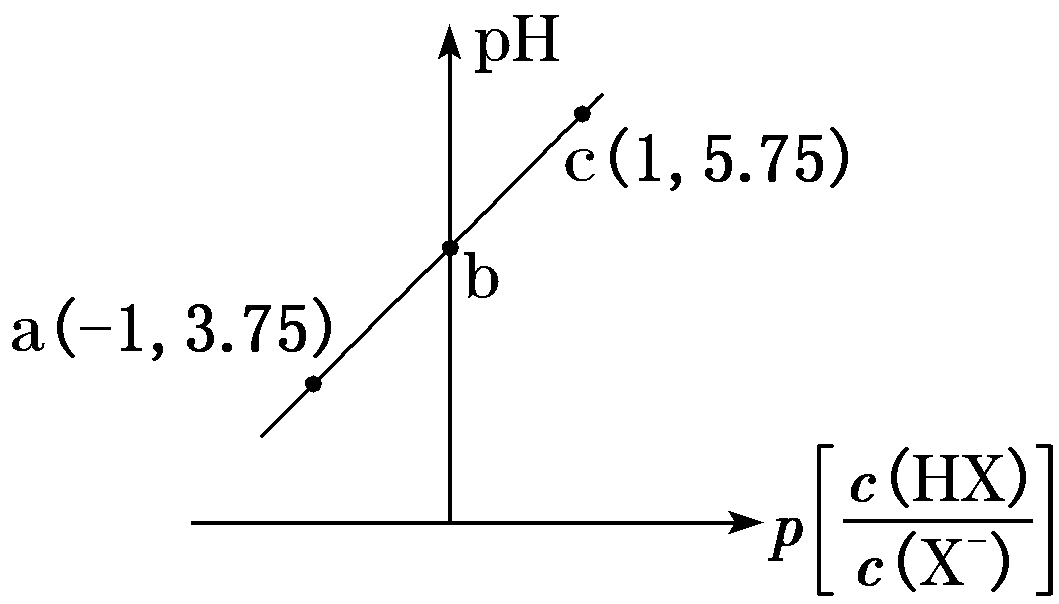 pH
c(1, 5.75)
b
a(−1, 3.75)
p[c(HX)/c(X⁻)]